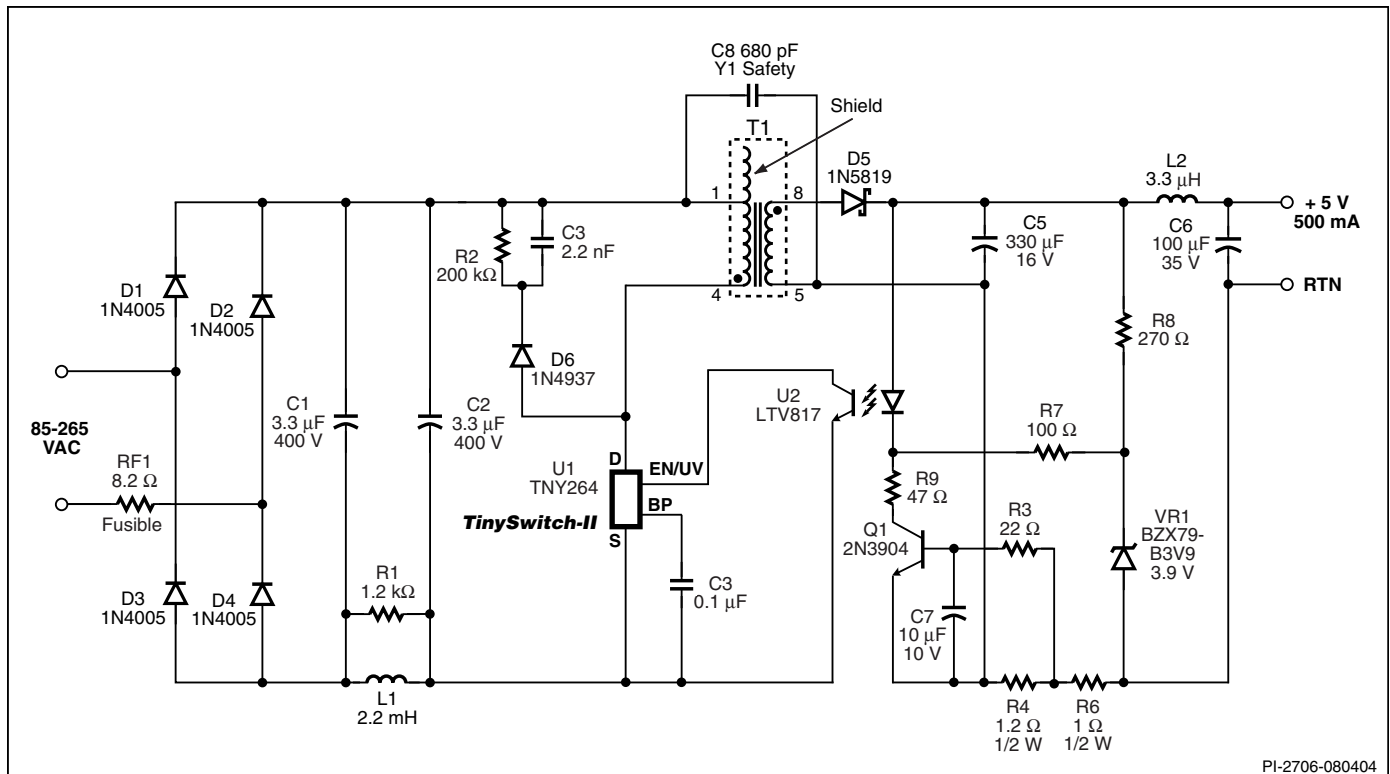 C8 680 pF
Y1 Safety
Shield
T1
D5
1N5819
L2
3.3 μH
1
8
+ 5 V
500 mA
R2
200 kΩ
C3
2.2 nF
C5
330 μF
16 V
C6
100 μF
35 V
4
5
RTN
D1
1N4005
D2
1N4005
R8
270 Ω
D6
1N4937
U2
LTV817
85-265
VAC
C1
3.3 μF
400 V
C2
3.3 μF
400 V
R7
100 Ω
RF1
8.2 Ω
Fusible
D
U1
TNY264
EN/UV
BP
TinySwitch-II
S
R9
47 Ω
R3
22 Ω
VR1
BZX79-
B3V9
3.9 V
Q1
2N3904
D3
1N4005
D4
1N4005
R1
1.2 kΩ
C3
0.1 μF
C7
10 μF
10 V
L1
2.2 mH
R4
1.2 Ω
1/2 W
R6
1 Ω
1/2 W
PI-2706-080404